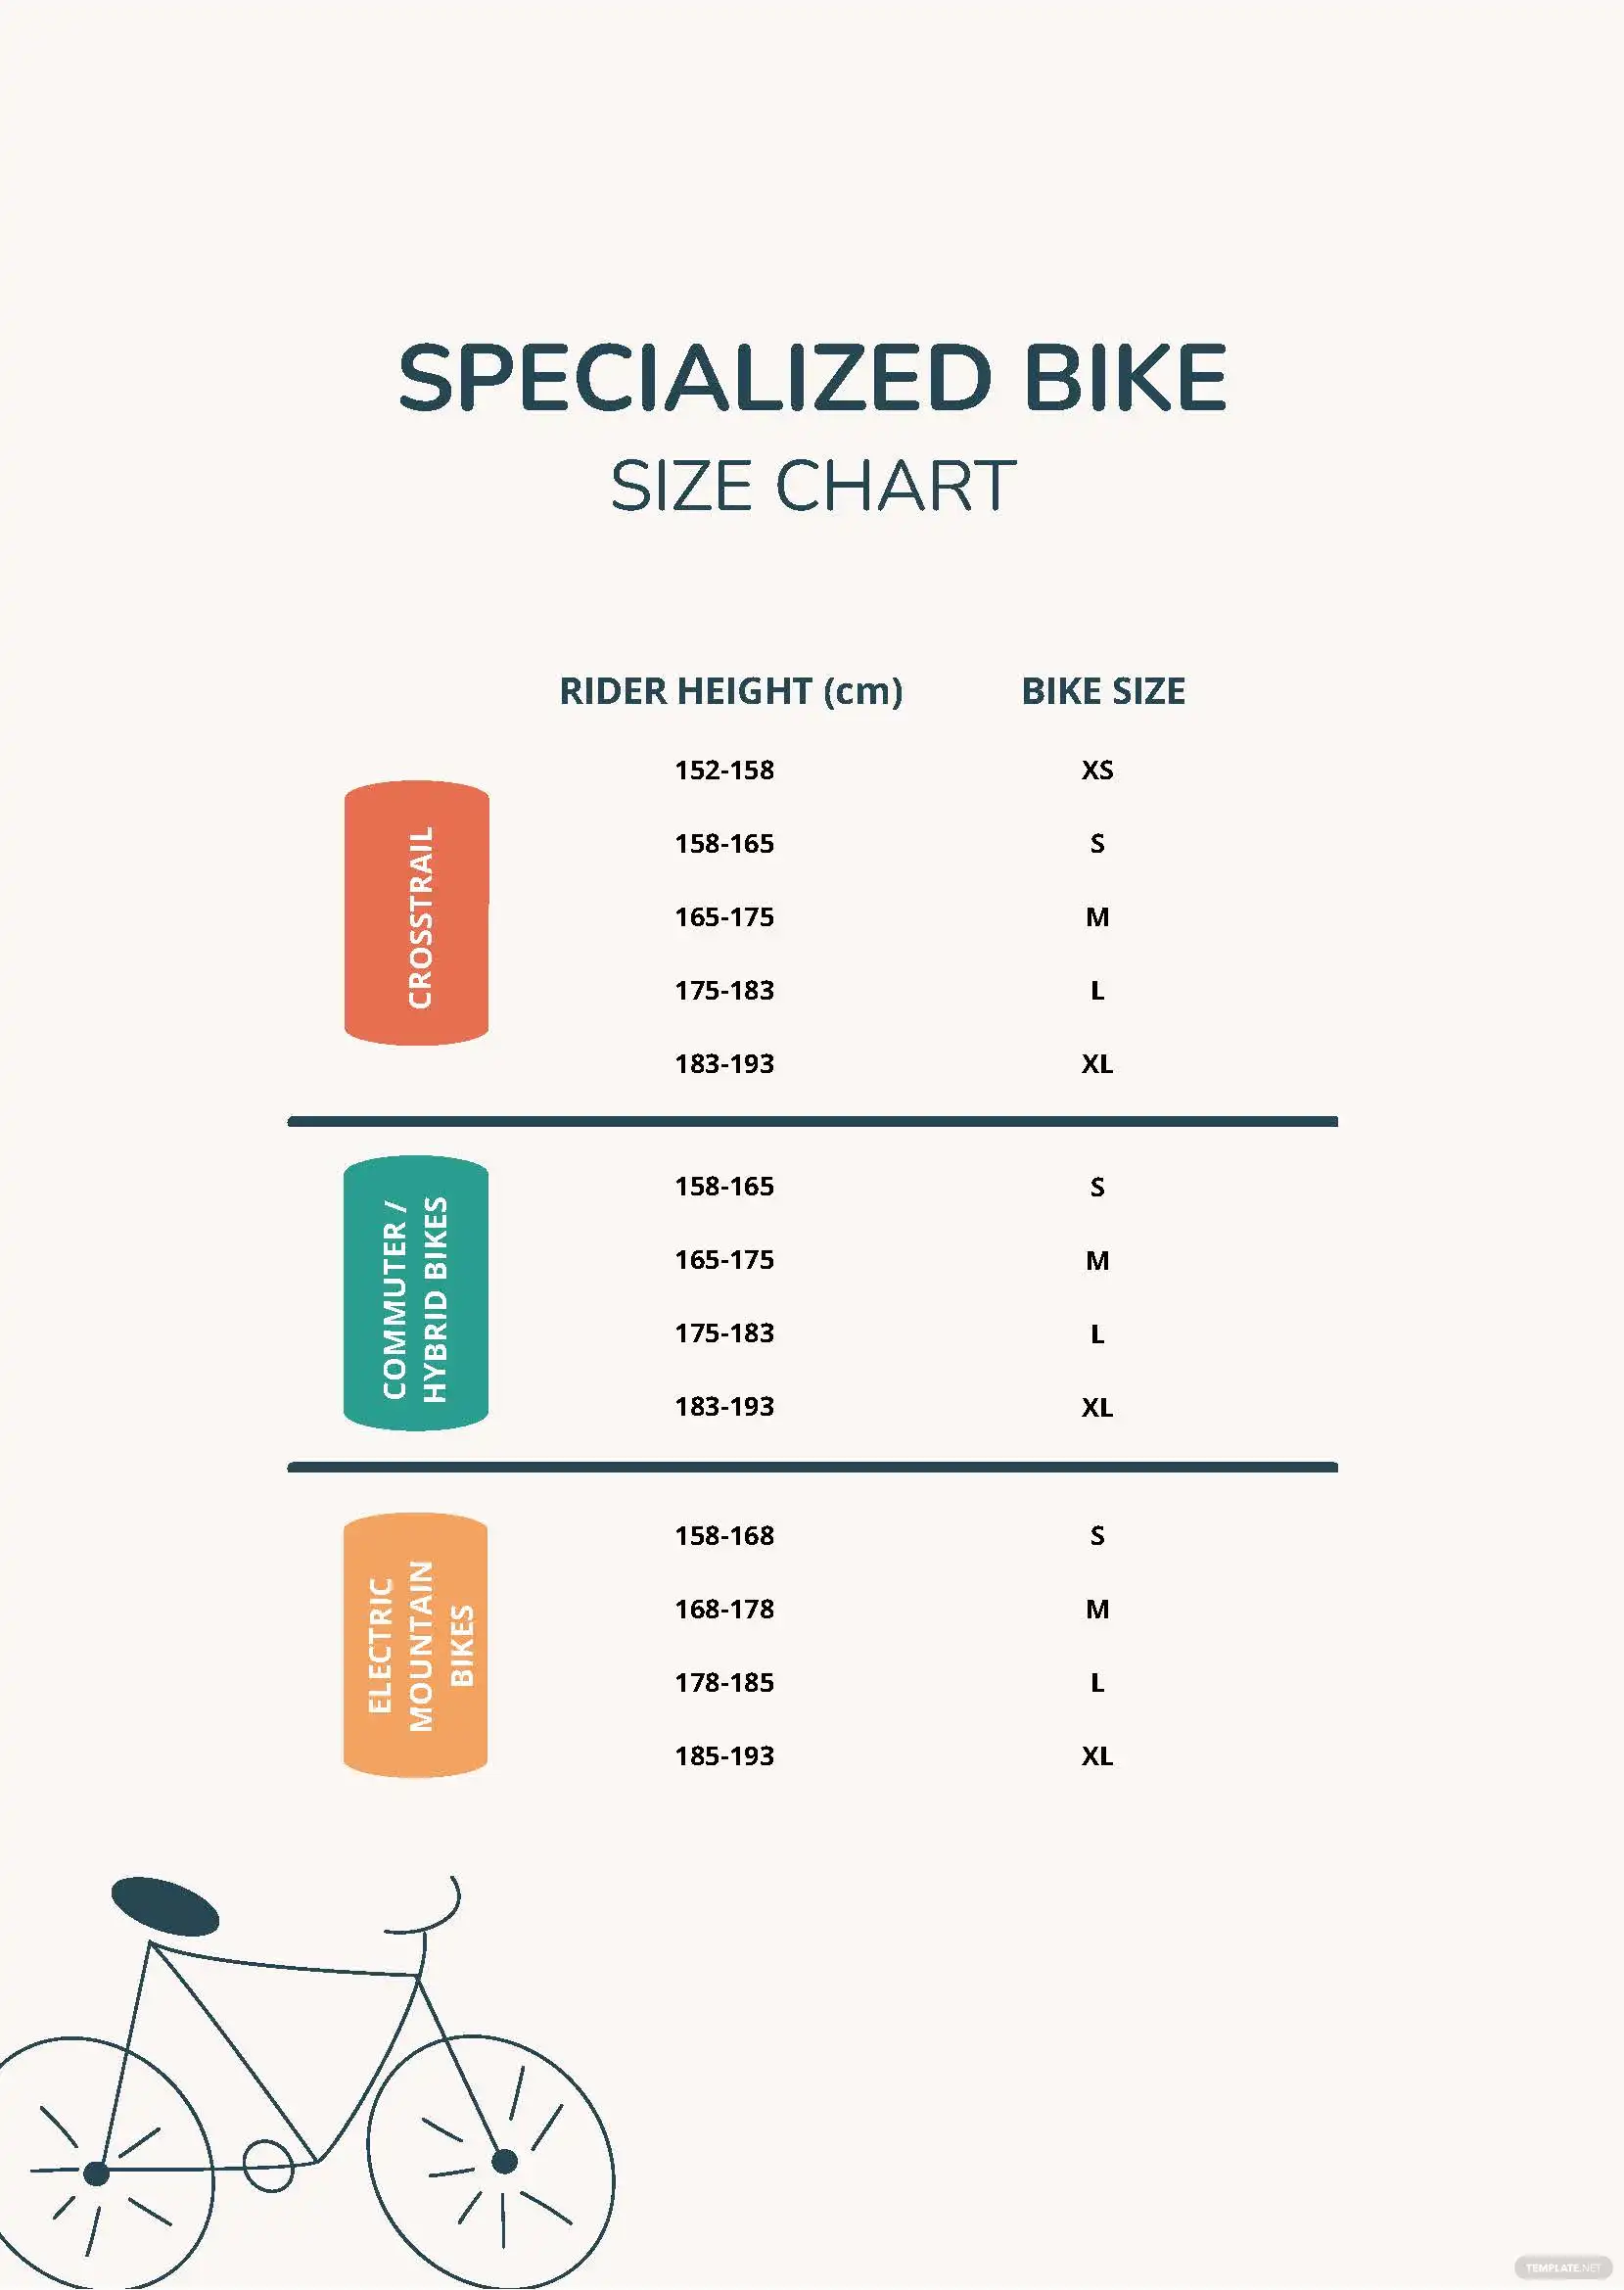 SPECIALIZED BIKE
SIZE CHART
RIDER HEIGHT (cm) BIKE SIZE
CROSSTRAIL
152-158 XS
158-165 S
165-175 M
175-183 L
183-193 XL
COMMUTER /
HYBRID BIKES
158-165 S
165-175 M
175-183 L
183-193 XL
ELECTRIC
MOUNTAIN
BIKES
158-168 S
168-178 M
178-185 L
185-193 XL
TEMPLATE.NET